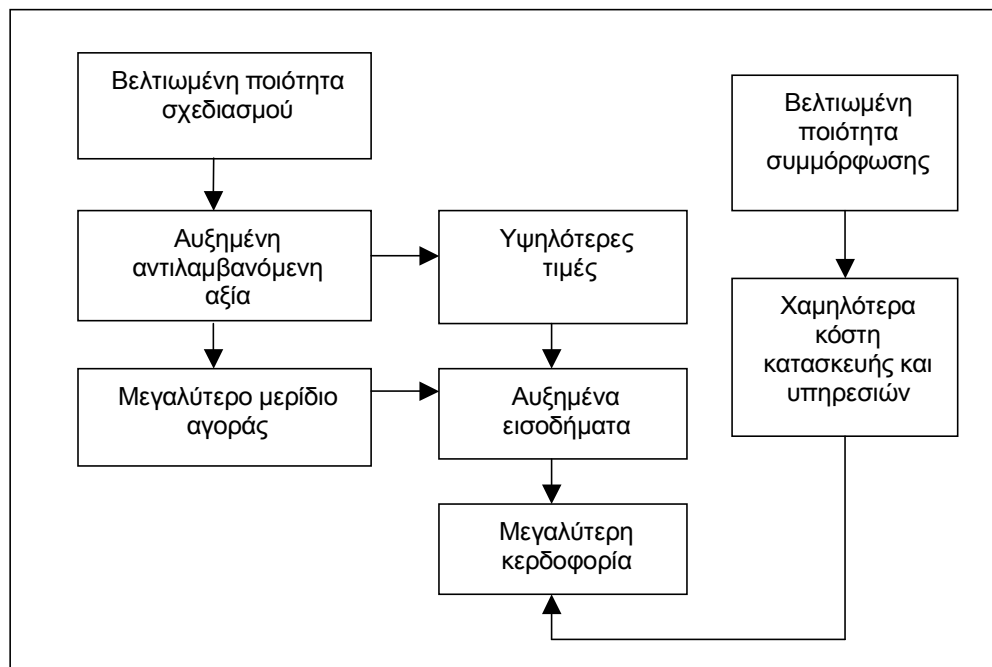 Βελτιωμένη ποιότητα
σχεδιασμού
Βελτιωμένη
ποιότητα
συμμόρφωσης
Αυξημένη
αντιλαμβανόμενη
αξία
Υψηλότερες
τιμές
Χαμηλότερα
κόστη
κατασκευής και
υπηρεσιών
Μεγαλύτερο μερίδιο
αγοράς
Αυξημένα
εισοδήματα
Μεγαλύτερη
κερδοφορία